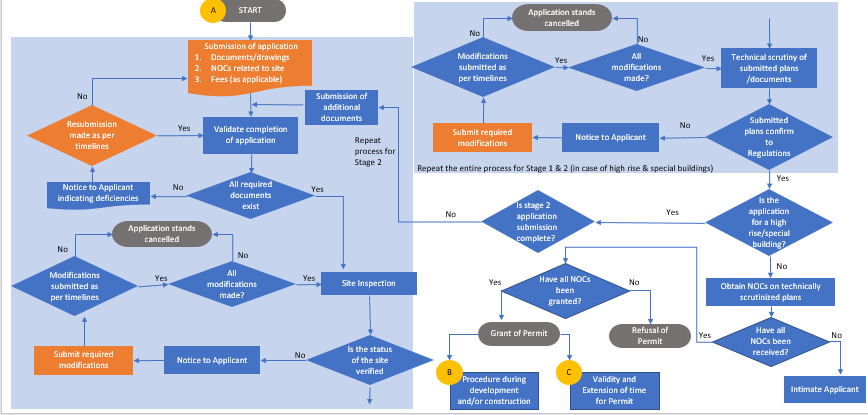 A
START
Submission of application
1. Documents/drawings
2. NOCs related to site
3. Fees (as applicable)
No
Submission of
additional
documents
Resubmission
made as per
timelines
Yes
Validate completion
of application
Repeat
process for
Stage 2
Notice to Applicant
indicating deficiencies
No
All required
documents
exist
Yes
Application stands
cancelled
No
No
Modifications
submitted as
per timelines
Yes
All
modifications
made?
Yes
Site Inspection
Submit required
modifications
Notice to Applicant
No
Is the status
of the site
verified
Application stands
cancelled
No
No
Modifications
submitted as
per timelines
Yes
All
modifications
made?
Yes
Technical scrutiny of
submitted plans
/documents
Submit required
modifications
Notice to Applicant
No
Submitted
plans confirm
to
Regulations
Repeat the entire process for Stage 1 & 2 (in case of high rise & special buildings)
Yes
No
Is stage 2
application
submission
complete?
Yes
Is the
application
for a high
rise/special
building?
No
Obtain NOCs on technically
scrutinized plans
Yes
Have all NOCs
been
granted?
No
Grant of Permit
Refusal of
Permit
Yes
Have all
NOCs been
received?
No
Intimate Applicant
B
Procedure during
development
and/or construction
C
Validity and
Extension of time
for Permit